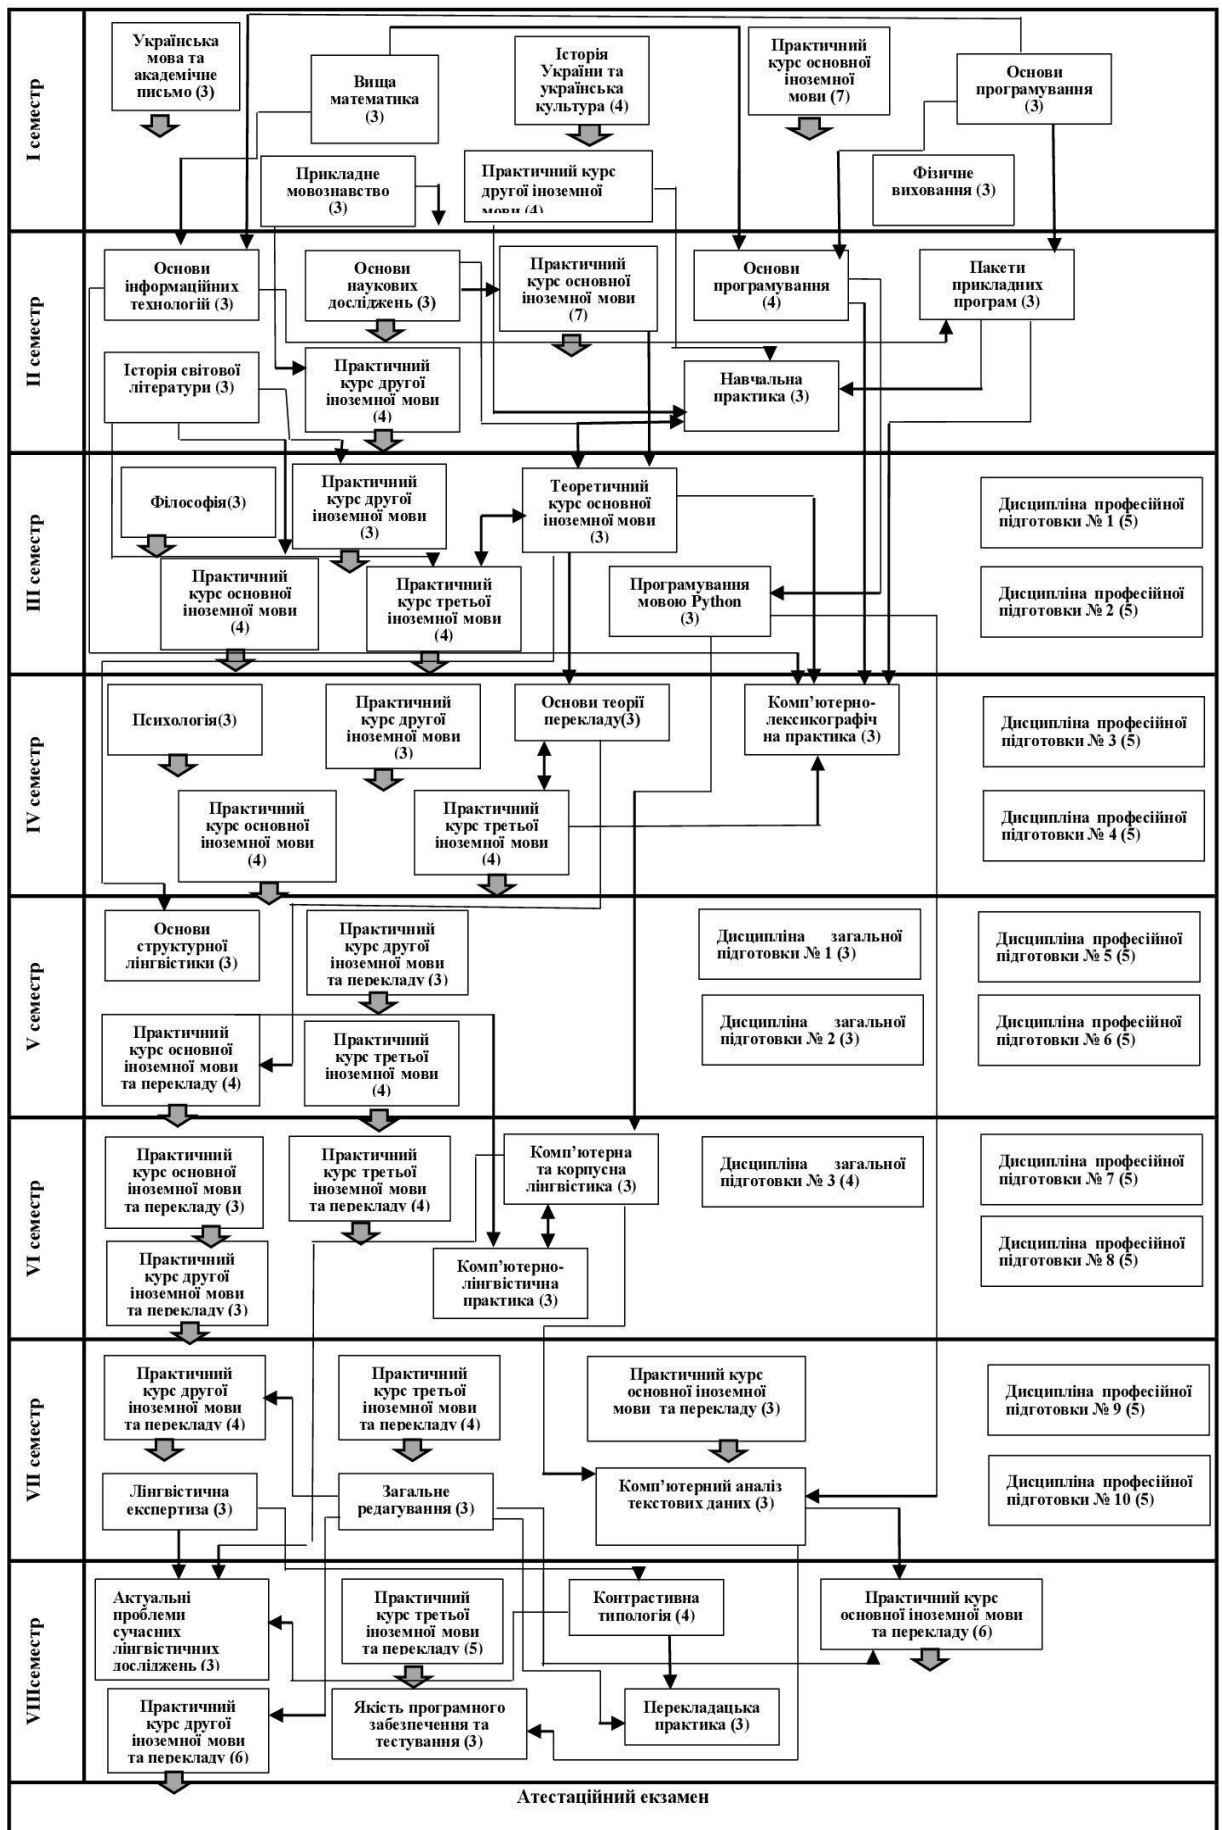 І семестр
Українська
мова та
академічне
письмо (3)
Вища
математика
(3)
Історія
України та
українська
культура (4)
Практичний
курс основної
іноземної
мови (7)
Основи
програмування
(3)
Прикладне
мовознавство
(3)
Практичний курс
другої іноземної
мови (4)
Фізичне
виховання (3)
ІІ семестр
Основи
інформаційних
технологій (3)
Основи
наукових
досліджень (3)
Практичний
курс основної
іноземної мови
(7)
Основи
програмування
(4)
Пакети
прикладних
програм (3)
Історія світової
літератури (3)
Практичний
курс другої
іноземної мови
(4)
Навчальна
практика (3)
ІІІ семестр
Філософія(3)
Практичний
курс другої
іноземної мови
(3)
Теоретичний
курс основної
іноземної мови
(3)
Дисципліна професійної
підготовки № 1 (5)
Практичний
курс основної
іноземної мови
(4)
Практичний
курс третьої
іноземної мови
(4)
Програмування
мовою Python
(3)
Дисципліна професійної
підготовки № 2 (5)
IV семестр
Психологія(3)
Практичний
курс другої
іноземної мови
(3)
Основи теорії
перекладу(3)
Комп’ютерно-
лексикографіч
на практика (3)
Дисципліна професійної
підготовки № 3 (5)
Практичний
курс основної
іноземної мови
(4)
Практичний
курс третьої
іноземної мови
(4)
Дисципліна професійної
підготовки № 4 (5)
V семестр
Основи
структурної
лінгвістики (3)
Практичний
курс другої
іноземної мови
та перекладу (3)
Дисципліна загальної
підготовки № 1 (3)
Дисципліна професійної
підготовки № 5 (5)
Практичний
курс основної
іноземної мови
та перекладу (4)
Практичний
курс третьої
іноземної мови
(4)
Дисципліна загальної
підготовки № 2 (3)
Дисципліна професійної
підготовки № 6 (5)
VI семестр
Практичний
курс основної
іноземної мови
та перекладу (3)
Практичний
курс третьої
іноземної мови
та перекладу (4)
Комп’ютерна
та корпусна
лінгвістика (3)
Дисципліна загальної
підготовки № 3 (4)
Дисципліна професійної
підготовки № 7 (5)
Практичний
курс другої
іноземної мови
та перекладу (3)
Комп’ютерно-
лінгвістична
практика (3)
Дисципліна професійної
підготовки № 8 (5)
VII семестр
Практичний
курс другої
іноземної мови
та перекладу (4)
Практичний
курс третьої
іноземної мови
та перекладу (4)
Практичний курс
основної іноземної
мови та перекладу (3)
Дисципліна професійної
підготовки № 9 (5)
Лінгвістична
експертиза (3)
Загальне
редагування (3)
Комп’ютерний аналіз
текстових даних (3)
Дисципліна професійної
підготовки № 10 (5)
VIIIсеместр
Актуальні
проблеми
сучасних
лінгвістичних
досліджень (3)
Практичний
курс третьої
іноземної мови
та перекладу (5)
Контрастивна
типологія (4)
Практичний курс
основної іноземної мови
та перекладу (6)
Практичний
курс другої
іноземної мови
та перекладу (6)
Якість програмного
забезпечення та
тестування (3)
Перекладацька
практика (3)
Атестаційний екзамен